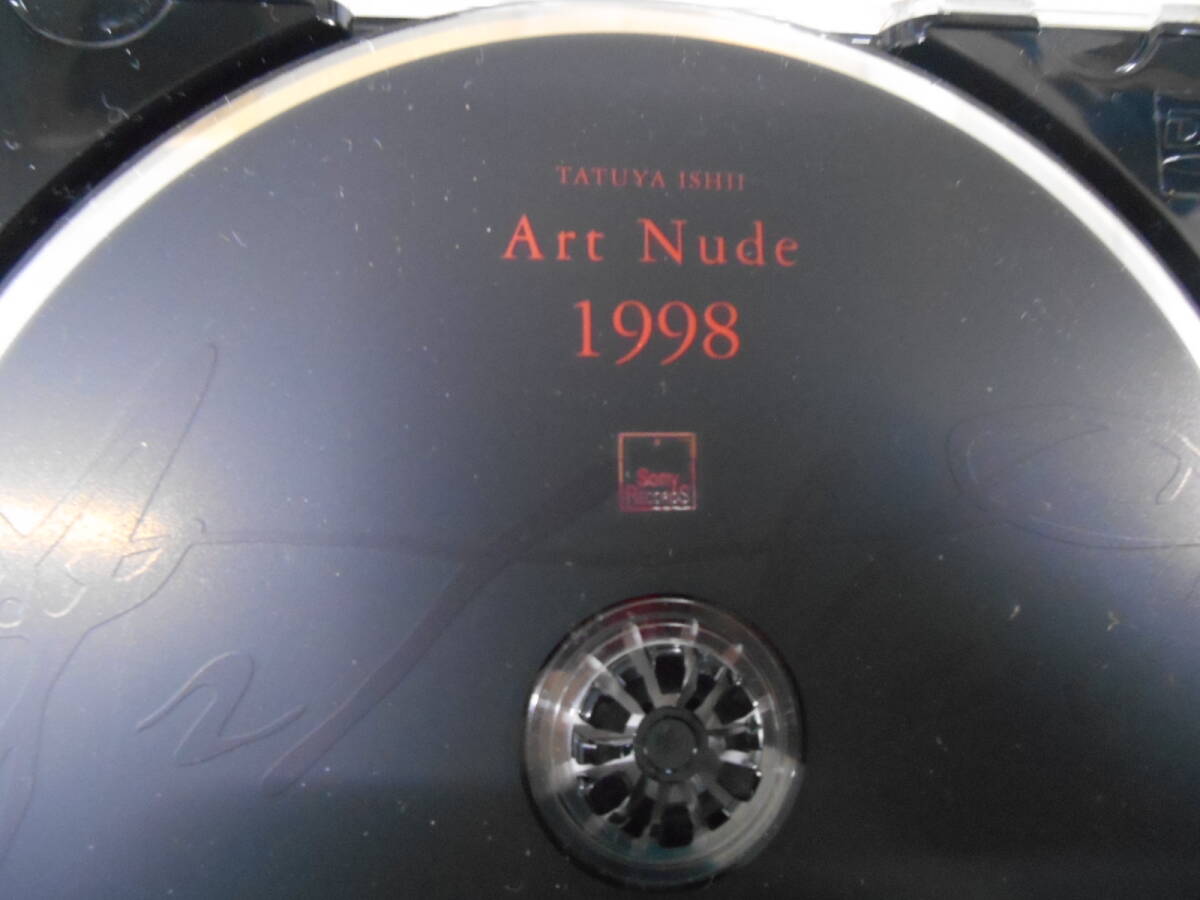 TATUYA ISHII
Art Nude
1998
Sony
Records